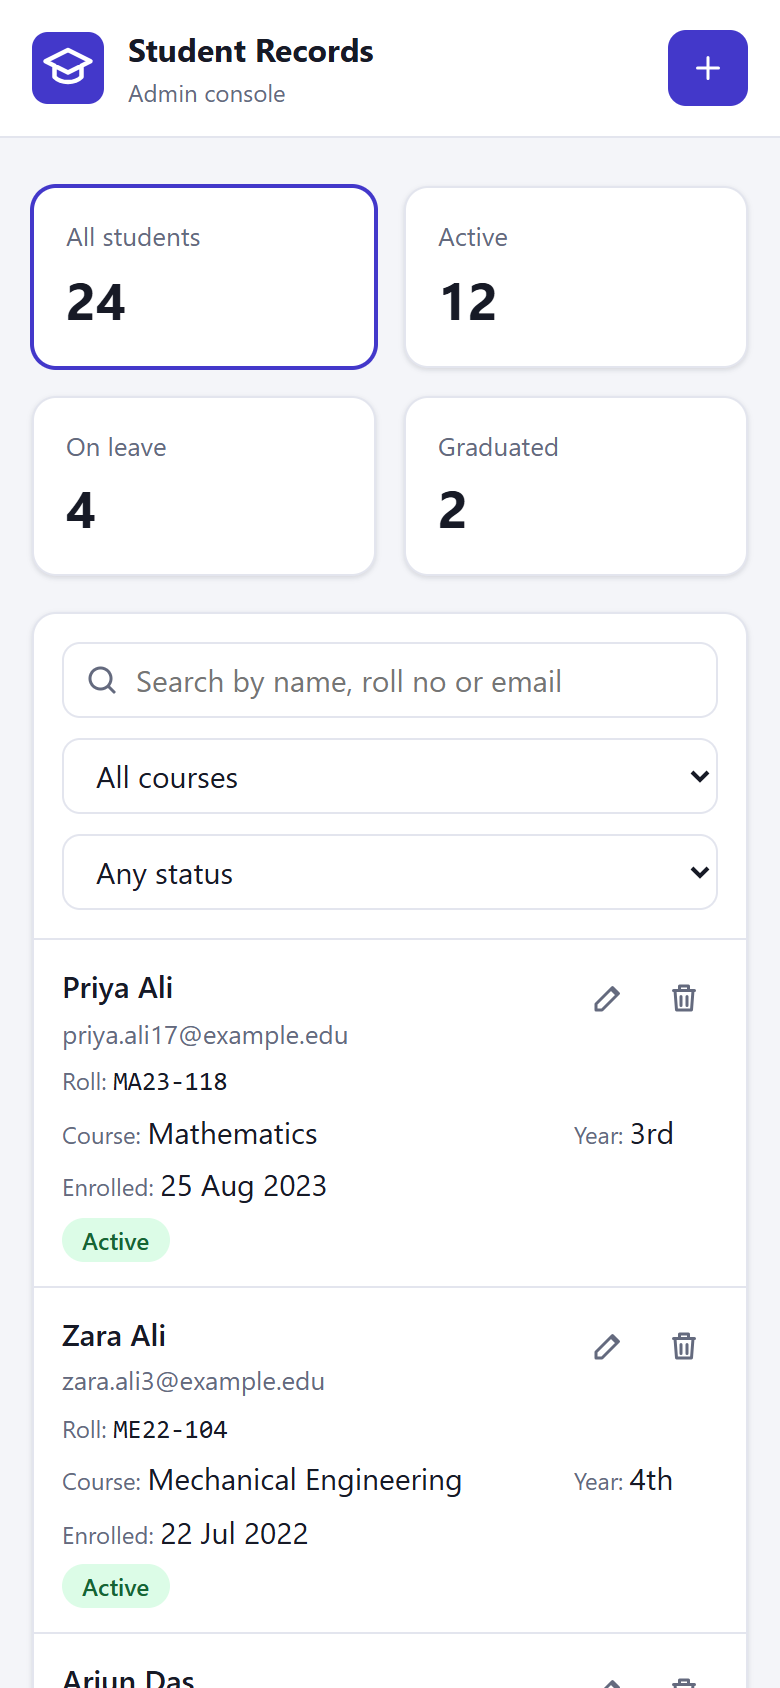 Student Records
Admin console
All students
24
Active
12
On leave
4
Graduated
2
Search by name, roll no or email
All courses
Any status
Priya Ali
priya.ali17@example.edu
Roll: MA23-118
Course: Mathematics Year: 3rd
Enrolled: 25 Aug 2023
Active
Zara Ali
zara.ali3@example.edu
Roll: ME22-104
Course: Mechanical Engineering Year: 4th
Enrolled: 22 Jul 2022
Active
Arjun Das